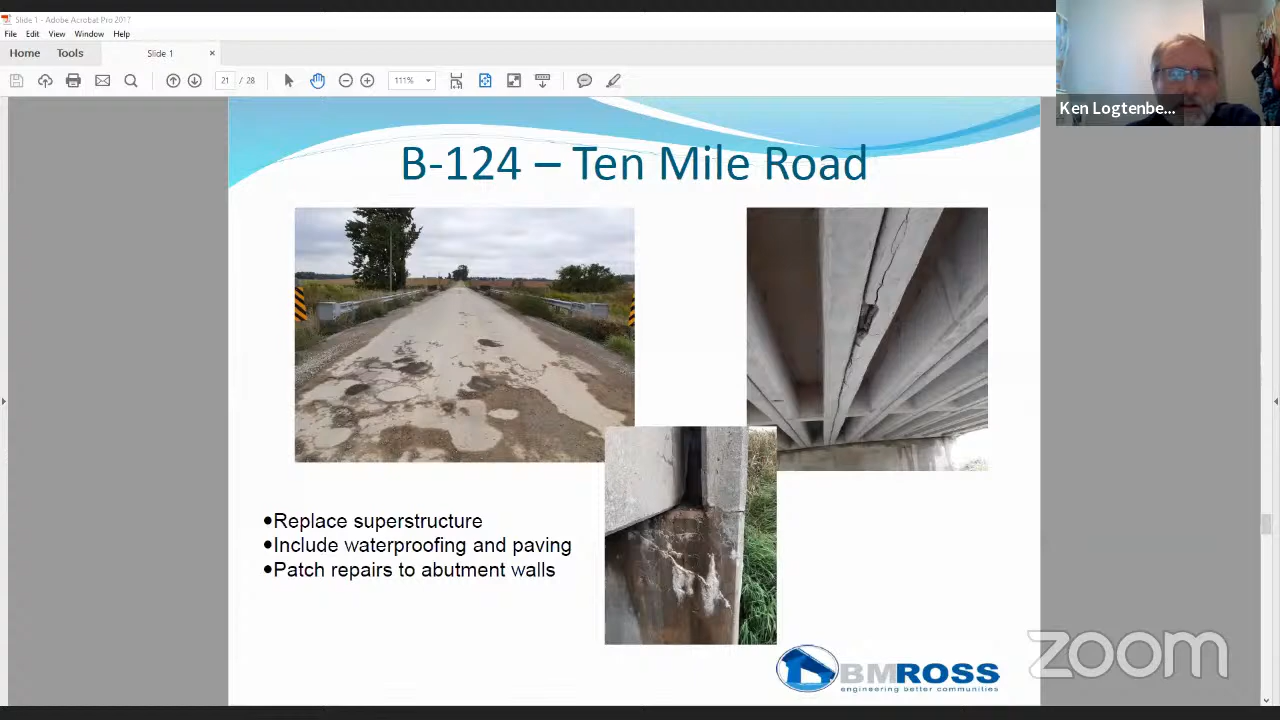 Slide 1 - Adobe Acrobat Pro 2017
File Edit View Window Help
Home Tools Slide 1 ×
21 / 28 111%
Ken Logtenbe...
B-124 – Ten Mile Road
•Replace superstructure
•Include waterproofing and paving
•Patch repairs to abutment walls
BMROSS
engineering better communities
zoom